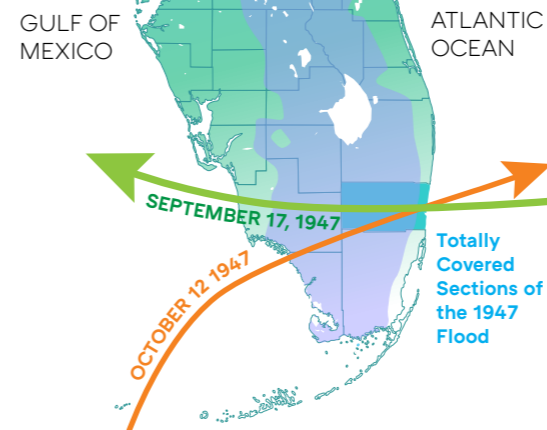 GULF OF
MEXICO
ATLANTIC
OCEAN
SEPTEMBER 17, 1947
OCTOBER 12 1947
Totally
Covered
Sections of
the 1947
Flood